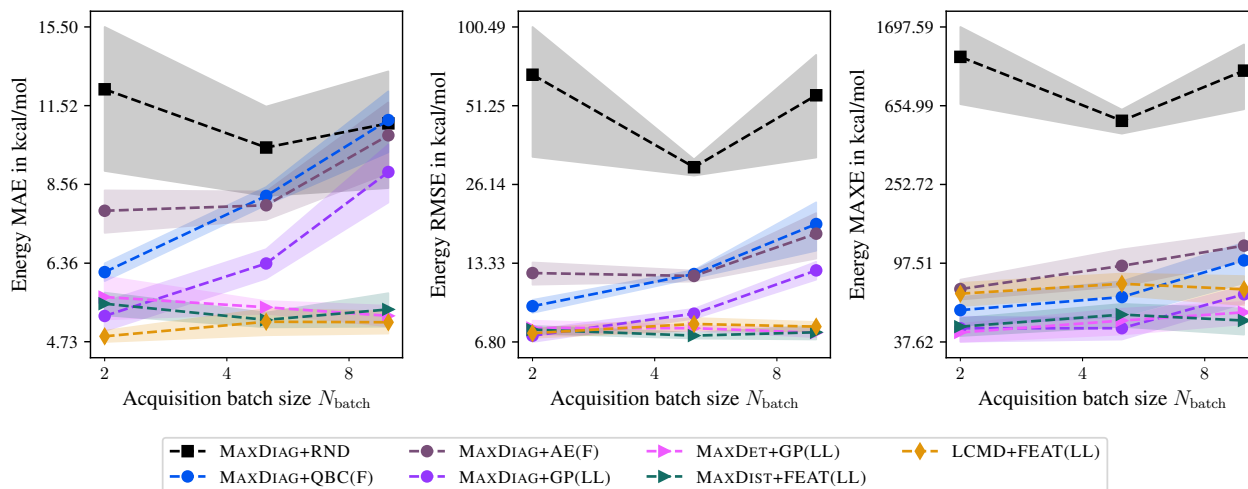 15.50
11.52
8.56
6.36
4.73
Energy MAE in kcal/mol
2
4
8
Acquisition batch size N_batch
100.49
51.25
26.14
13.33
6.80
Energy RMSE in kcal/mol
2
4
8
Acquisition batch size N_batch
1697.59
654.99
252.72
97.51
37.62
Energy MAXE in kcal/mol
2
4
8
Acquisition batch size N_batch
MAXDIAG+RND
MAXDIAG+QBC(F)
MAXDIAG+AE(F)
MAXDIAG+GP(LL)
MAXDET+GP(LL)
MAXDIST+FEAT(LL)
LCMD+FEAT(LL)